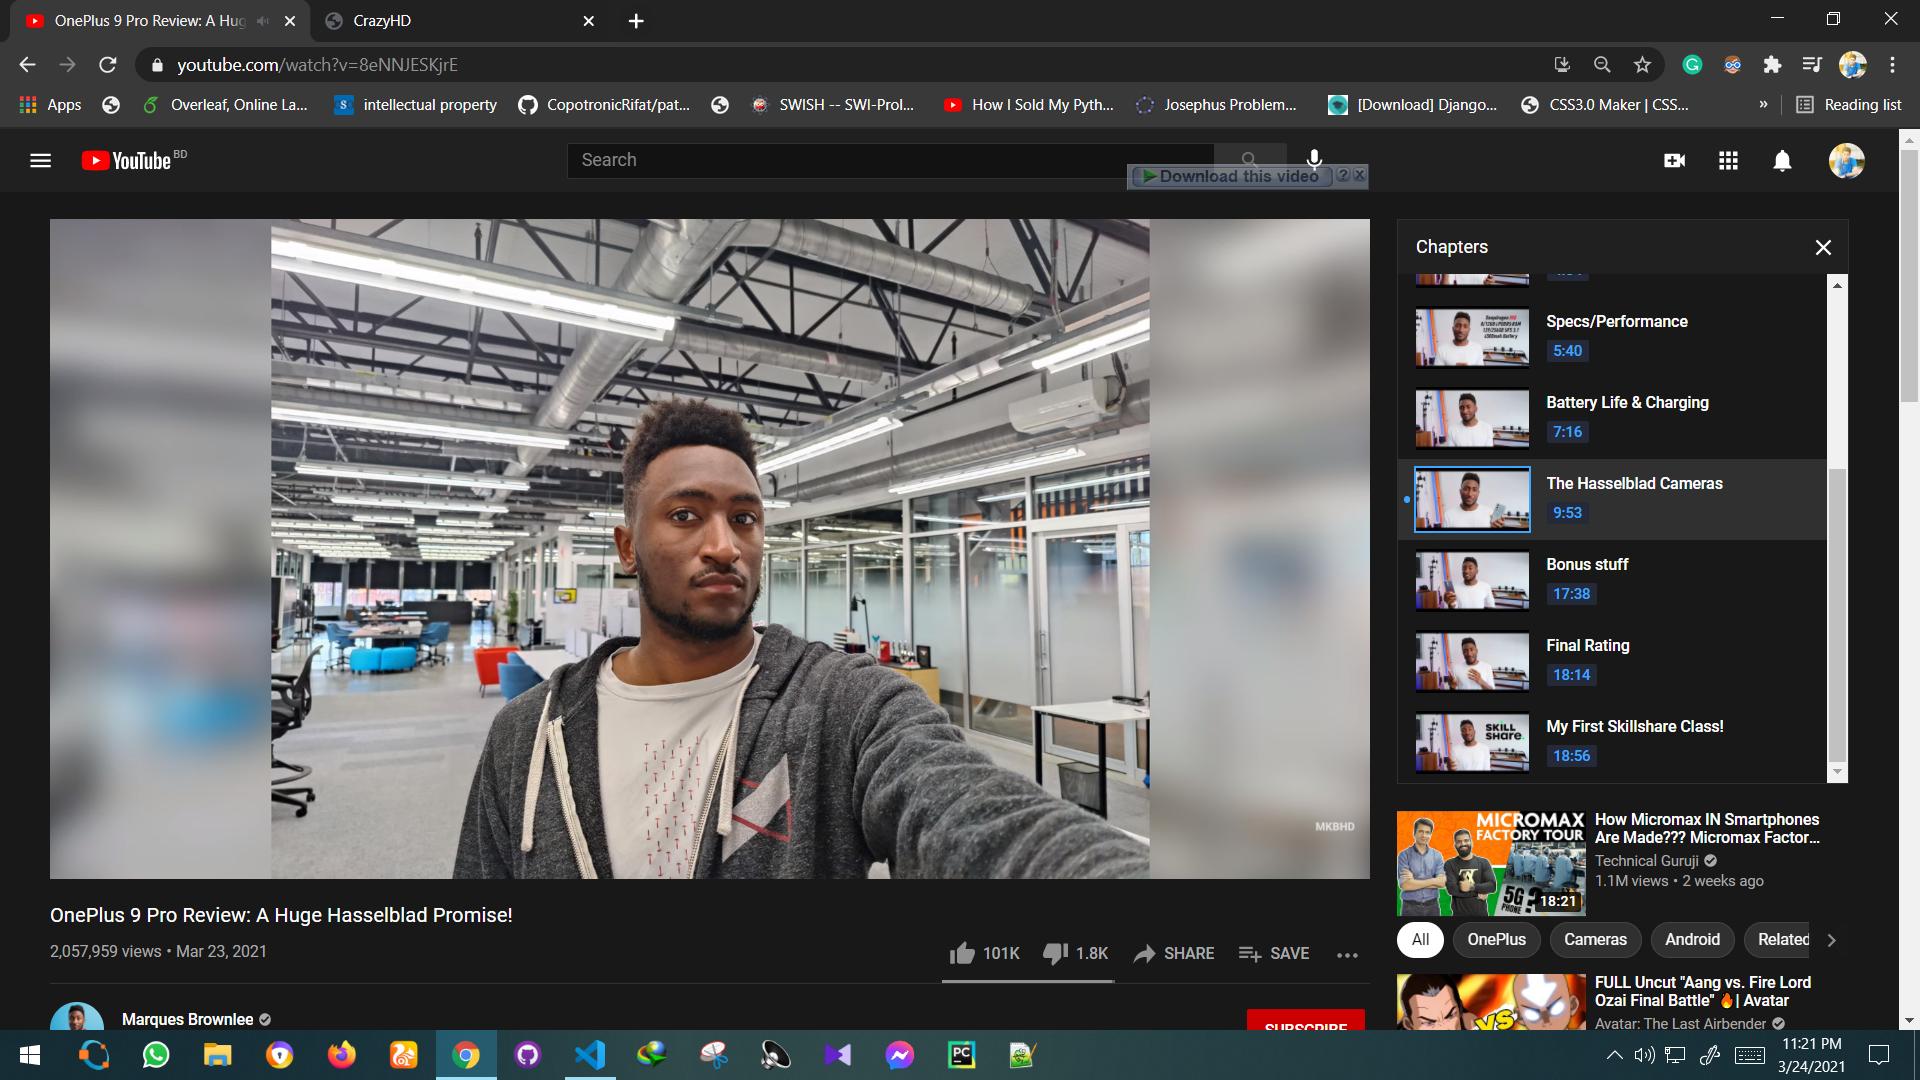 OnePlus 9 Pro Review: A Hug
CrazyHD
youtube.com/watch?v=8eNNJESKjrE
Apps
Overleaf, Online La...
intellectual property
CopotronicRifat/pat...
SWISH -- SWI-Prol...
How I Sold My Pyth...
Josephus Problem...
[Download] Django...
CSS3.0 Maker | CSS...
»
Reading list
YouTube BD
Search
Download this video
Chapters
Specs/Performance
5:40
Battery Life & Charging
7:16
The Hasselblad Cameras
9:53
Bonus stuff
17:38
Final Rating
18:14
SKILL
SHARE.
My First Skillshare Class!
18:56
MKBHD
MICROMAX
FACTORY TOUR
5G ?
PHONE
18:21
How Micromax IN Smartphones
Are Made??? Micromax Factor...
Technical Guruji
1.1M views • 2 weeks ago
All
OnePlus
Cameras
Android
Related
OnePlus 9 Pro Review: A Huge Hasselblad Promise!
2,057,959 views • Mar 23, 2021
101K
1.8K
SHARE
SAVE
VS
FULL Uncut "Aang vs. Fire Lord
Ozai Final Battle" 🔥| Avatar
Avatar: The Last Airbender
Marques Brownlee
SUBSCRIBE
PC
11:21 PM
3/24/2021